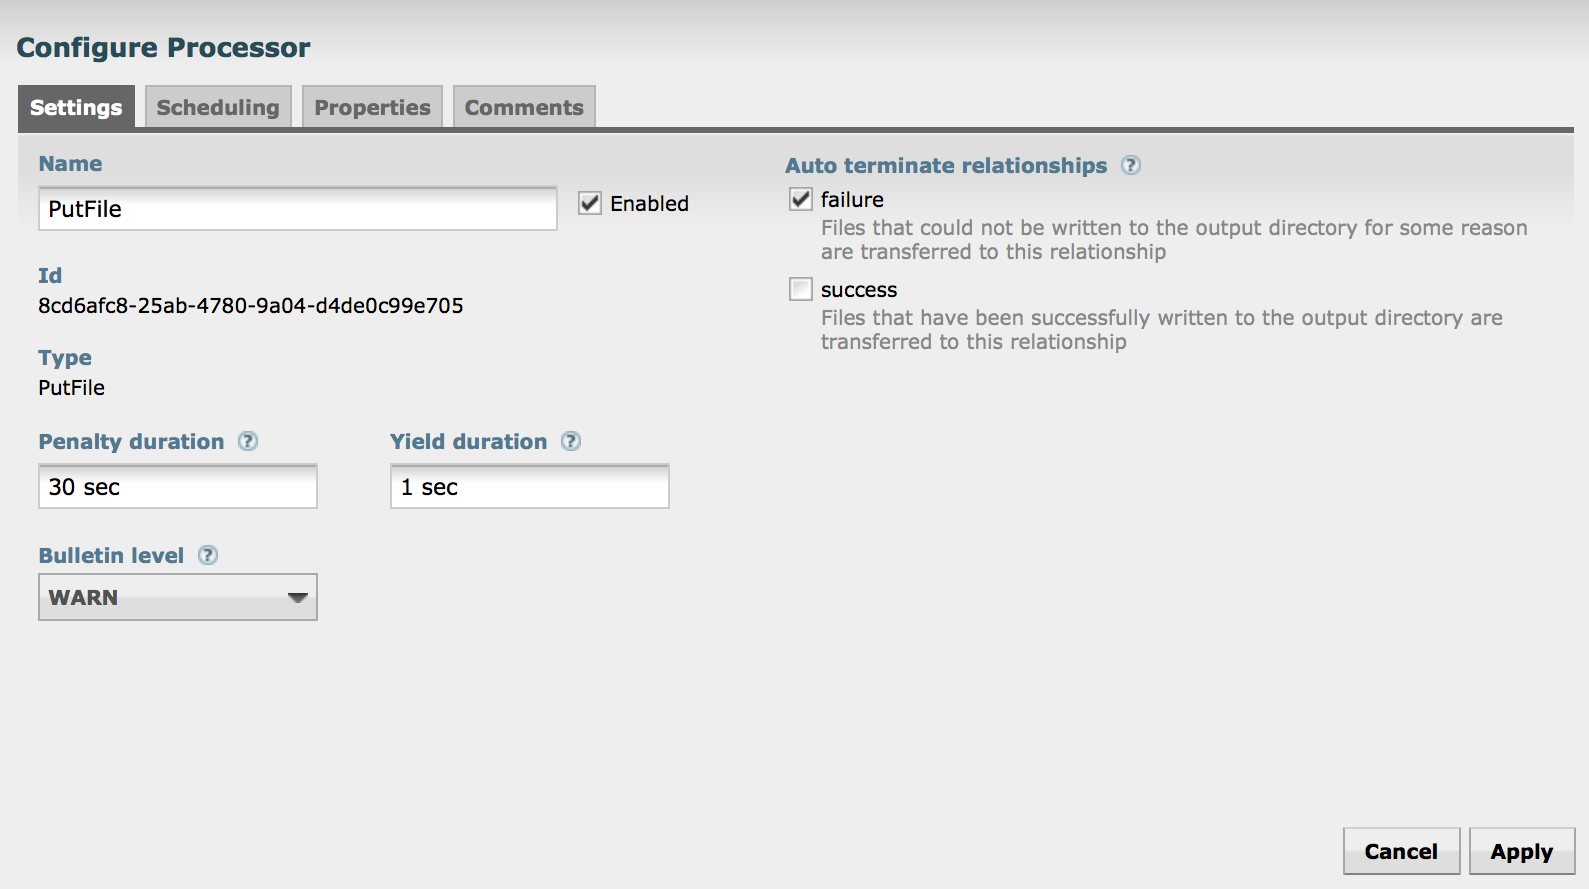 Configure Processor
Settings
Scheduling
Properties
Comments
Name
PutFile
Enabled
Id
8cd6afc8-25ab-4780-9a04-d4de0c99e705
Type
PutFile
Penalty duration ?
Yield duration ?
30 sec
1 sec
Bulletin level ?
WARN
Auto terminate relationships ?
failure
Files that could not be written to the output directory for some reason
are transferred to this relationship
success
Files that have been successfully written to the output directory are
transferred to this relationship
Cancel
Apply